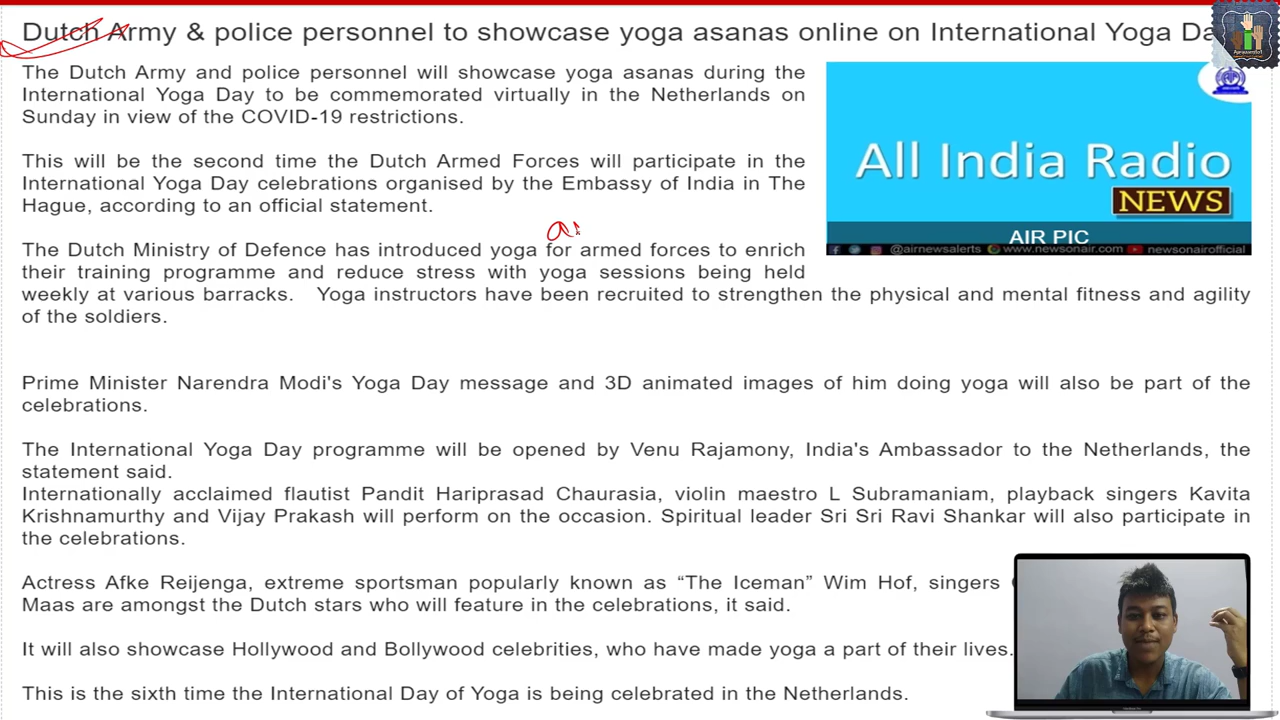 Dutch Army & police personnel to showcase yoga asanas online on International Yoga Da
The Dutch Army and police personnel will showcase yoga asanas during the
International Yoga Day to be commemorated virtually in the Netherlands on
Sunday in view of the COVID-19 restrictions.
This will be the second time the Dutch Armed Forces will participate in the
International Yoga Day celebrations organised by the Embassy of India in The
Hague, according to an official statement.
The Dutch Ministry of Defence has introduced yoga for armed forces to enrich
their training programme and reduce stress with yoga sessions being held
weekly at various barracks. Yoga instructors have been recruited to strengthen the physical and mental fitness and agility
of the soldiers.
All India Radio
NEWS
AIR PIC
@airnewsalerts www.newsonair.com newsonairofficial
Prime Minister Narendra Modi's Yoga Day message and 3D animated images of him doing yoga will also be part of the
celebrations.
The International Yoga Day programme will be opened by Venu Rajamony, India's Ambassador to the Netherlands, the
statement said.
Internationally acclaimed flautist Pandit Hariprasad Chaurasia, violin maestro L Subramaniam, playback singers Kavita
Krishnamurthy and Vijay Prakash will perform on the occasion. Spiritual leader Sri Sri Ravi Shankar will also participate in
the celebrations.
Actress Afke Reijenga, extreme sportsman popularly known as “The Iceman” Wim Hof, singers
Maas are amongst the Dutch stars who will feature in the celebrations, it said.
It will also showcase Hollywood and Bollywood celebrities, who have made yoga a part of their lives.
This is the sixth time the International Day of Yoga is being celebrated in the Netherlands.